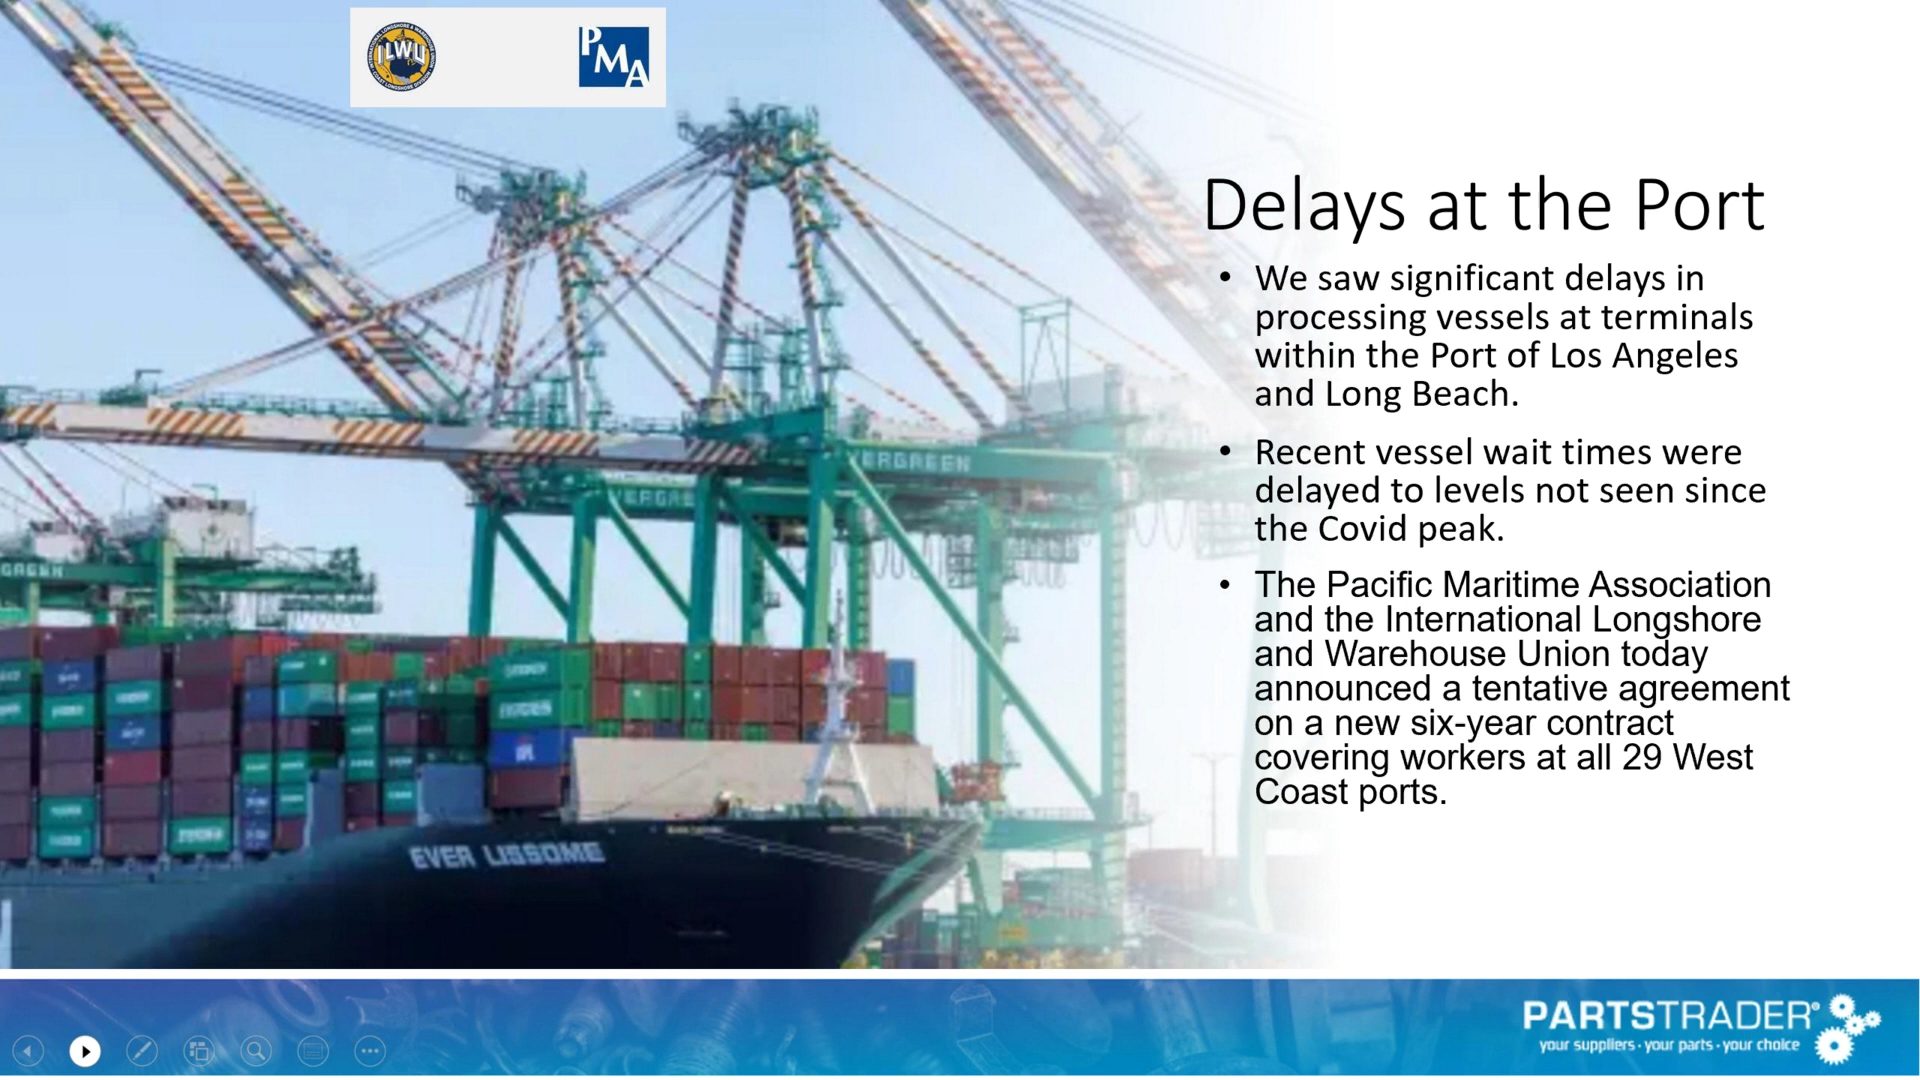 ILWU
PMA
Delays at the Port
• We saw significant delays in
processing vessels at terminals
within the Port of Los Angeles
and Long Beach.
• Recent vessel wait times were
delayed to levels not seen since
the Covid peak.
• The Pacific Maritime Association
and the International Longshore
and Warehouse Union today
announced a tentative agreement
on a new six-year contract
covering workers at all 29 West
Coast ports.
VERGREEN
EVER LISSOME
PARTSTRADER®
your suppliers · your parts · your choice